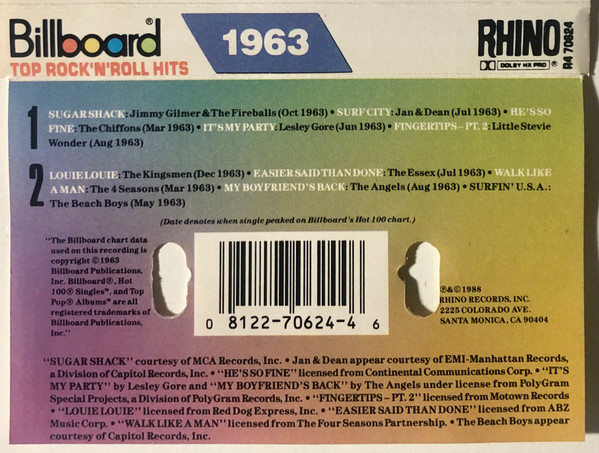 Billboard®
TOP ROCK'N'ROLL HITS
1963
RHINO®
DOLBY HX PRO
R4 70624
1
SUGAR SHACK: Jimmy Gilmer & The Fireballs (Oct 1963) • SURF CITY: Jan & Dean (Jul 1963) • HE'S SO
FINE: The Chiffons (Mar 1963) • IT'S MY PARTY: Lesley Gore (Jun 1963) • FINGERTIPS – PT. 2: Little Stevie
Wonder (Aug 1963)
2
LOUIE LOUIE: The Kingsmen (Dec 1963) • EASIER SAID THAN DONE: The Essex (Jul 1963) • WALK LIKE
A MAN: The 4 Seasons (Mar 1963) • MY BOYFRIEND'S BACK: The Angels (Aug 1963) • SURFIN' U.S.A.:
The Beach Boys (May 1963)
(Date denotes when single peaked on Billboard's Hot 100 chart.)
"The Billboard chart data
used on this recording is
copyright ©1963
Billboard Publications,
Inc. Billboard®, Hot
100® Singles™, and Top
Pop® Albums™ are all
registered trademarks of
Billboard Publications,
Inc."
0 8122-70624-4 6
℗&© 1988
RHINO RECORDS, INC.
2225 COLORADO AVE.
SANTA MONICA, CA 90404
"SUGAR SHACK" courtesy of MCA Records, Inc. • Jan & Dean appear courtesy of EMI-Manhattan Records,
a Division of Capitol Records, Inc. • "HE'S SO FINE" licensed from Continental Communications Corp. • "IT'S
MY PARTY" by Lesley Gore and "MY BOYFRIEND'S BACK" by The Angels under license from PolyGram
Special Projects, a Division of PolyGram Records, Inc. • "FINGERTIPS – PT. 2" licensed from Motown Records
• "LOUIE LOUIE" licensed from Red Dog Express, Inc. • "EASIER SAID THAN DONE" licensed from ABZ
Music Corp. • "WALK LIKE A MAN" licensed from The Four Seasons Partnership. • The Beach Boys appear
courtesy of Capitol Records, Inc.